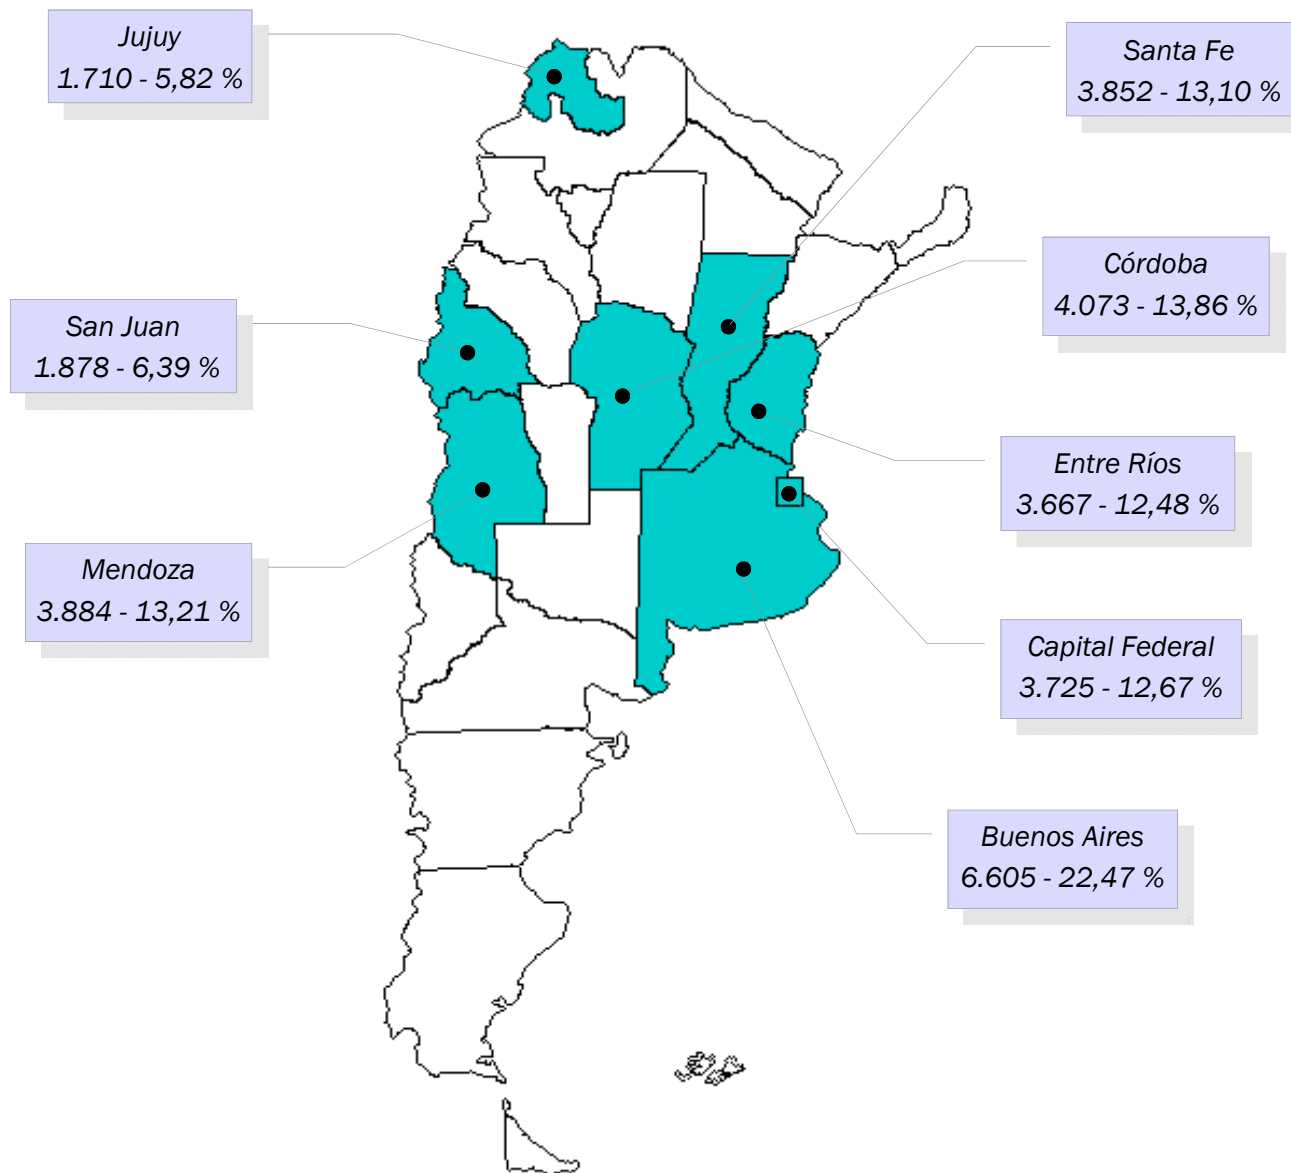 Jujuy
1.710 - 5,82 %
Santa Fe
3.852 - 13,10 %
Córdoba
4.073 - 13,86 %
San Juan
1.878 - 6,39 %
Entre Ríos
3.667 - 12,48 %
Mendoza
3.884 - 13,21 %
Capital Federal
3.725 - 12,67 %
Buenos Aires
6.605 - 22,47 %